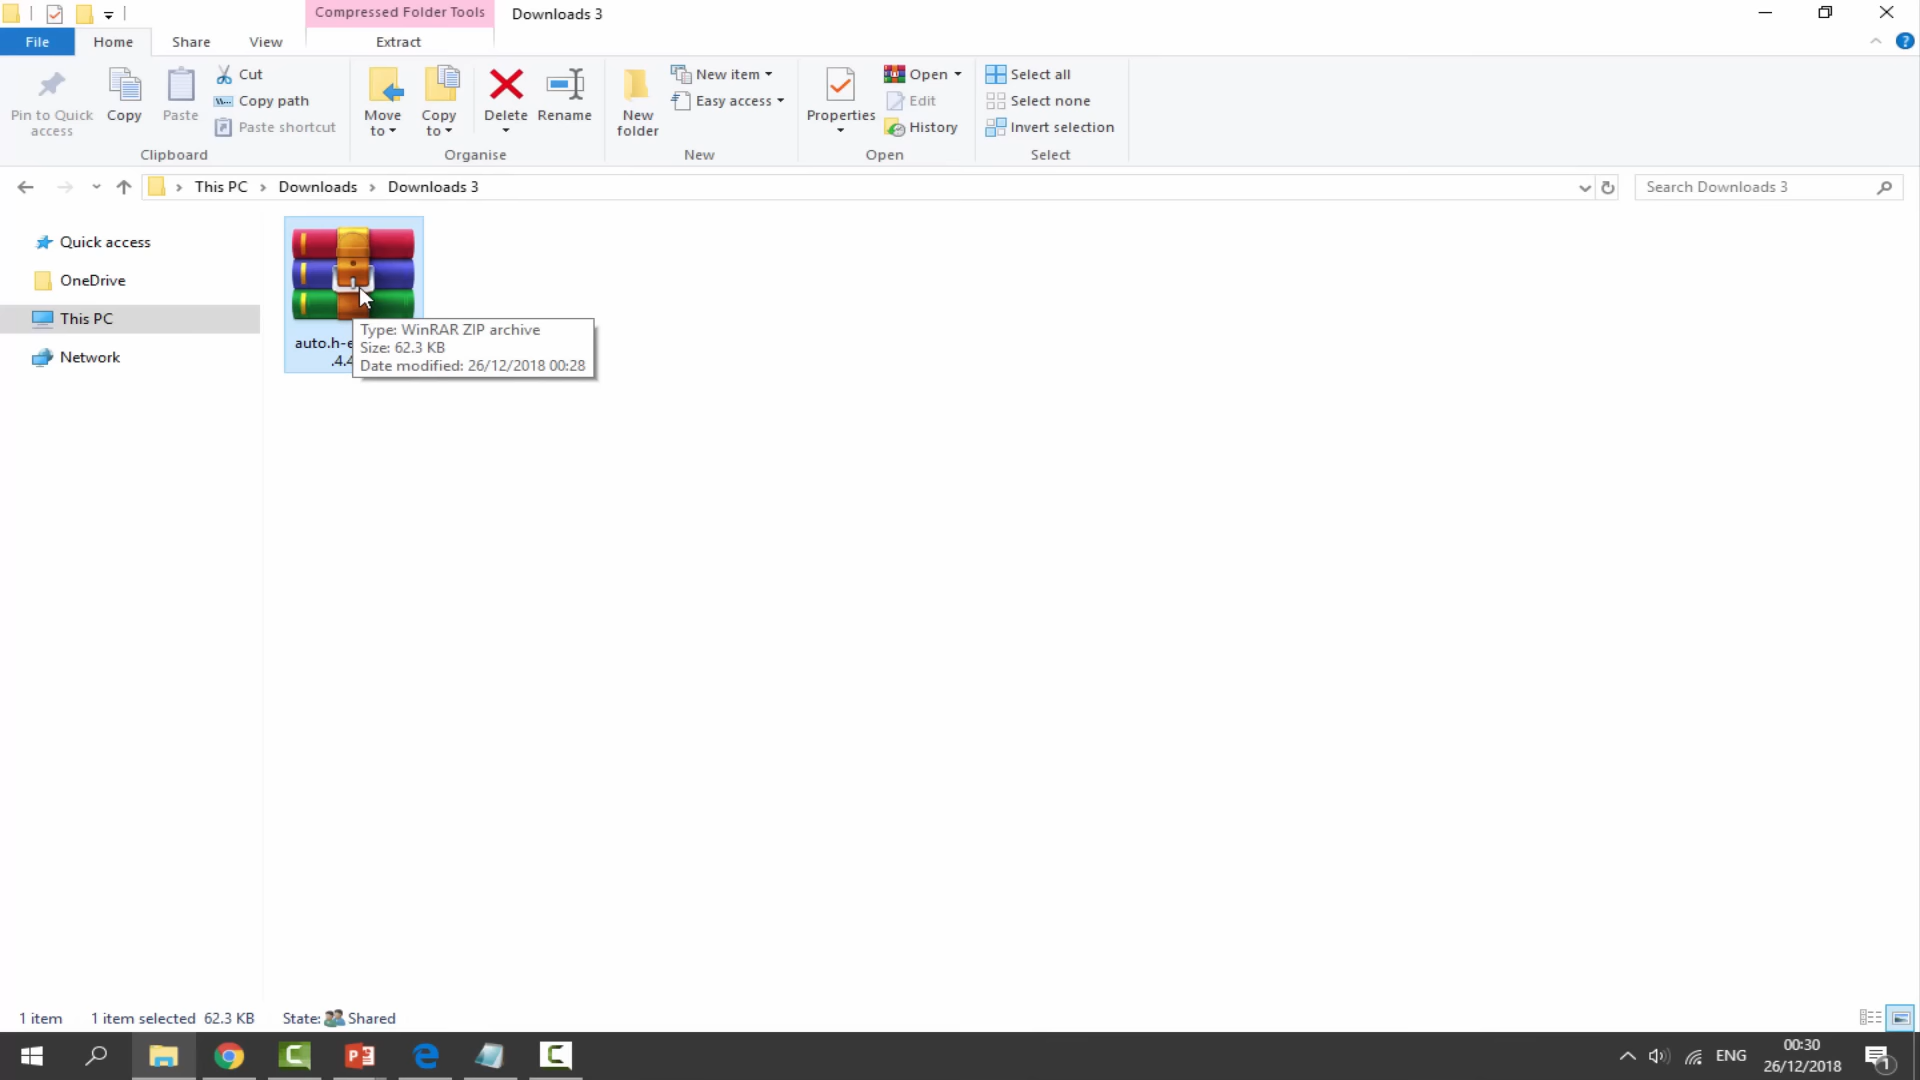 Compressed Folder Tools
Downloads 3
File
Home
Share
View
Extract
Pin to Quick access
Copy
Paste
Cut
Copy path
Paste shortcut
Clipboard
Move to
Copy to
Delete
Rename
Organise
New folder
New item
Easy access
New
Properties
Open
Edit
History
Open
Select all
Select none
Invert selection
Select
This PC
Downloads
Downloads 3
Search Downloads 3
Quick access
OneDrive
This PC
Network
auto.h-e
.4.4
Type: WinRAR ZIP archive
Size: 62.3 KB
Date modified: 26/12/2018 00:28
1 item
1 item selected 62.3 KB
State: Shared
ENG
00:30
26/12/2018
1